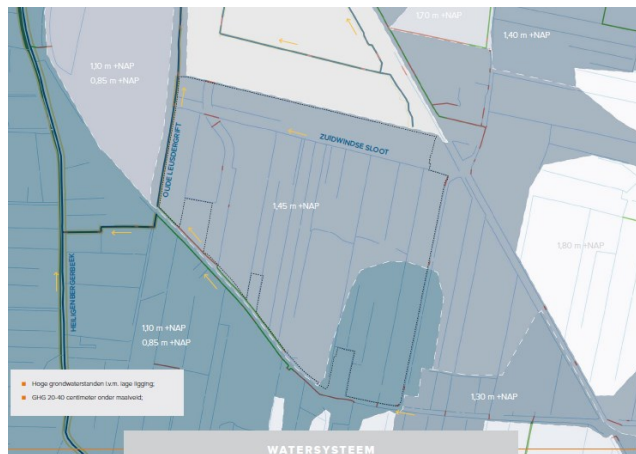 1,70 m +NAP
1,40 m +NAP
1,10 m +NAP
0,85 m +NAP
ZUIDWINDSE SLOOT
OUDE LEUSDERGRIFT
1,45 m +NAP
1,80 m +NAP
HEILIGENBERGERBEEK
1,10 m +NAP
0,85 m +NAP
Hoge grondwaterstanden i.v.m. lage ligging;
GHG 20-40 centimeter onder maaiveld;
1,30 m +NAP
WATERSYSTEEM